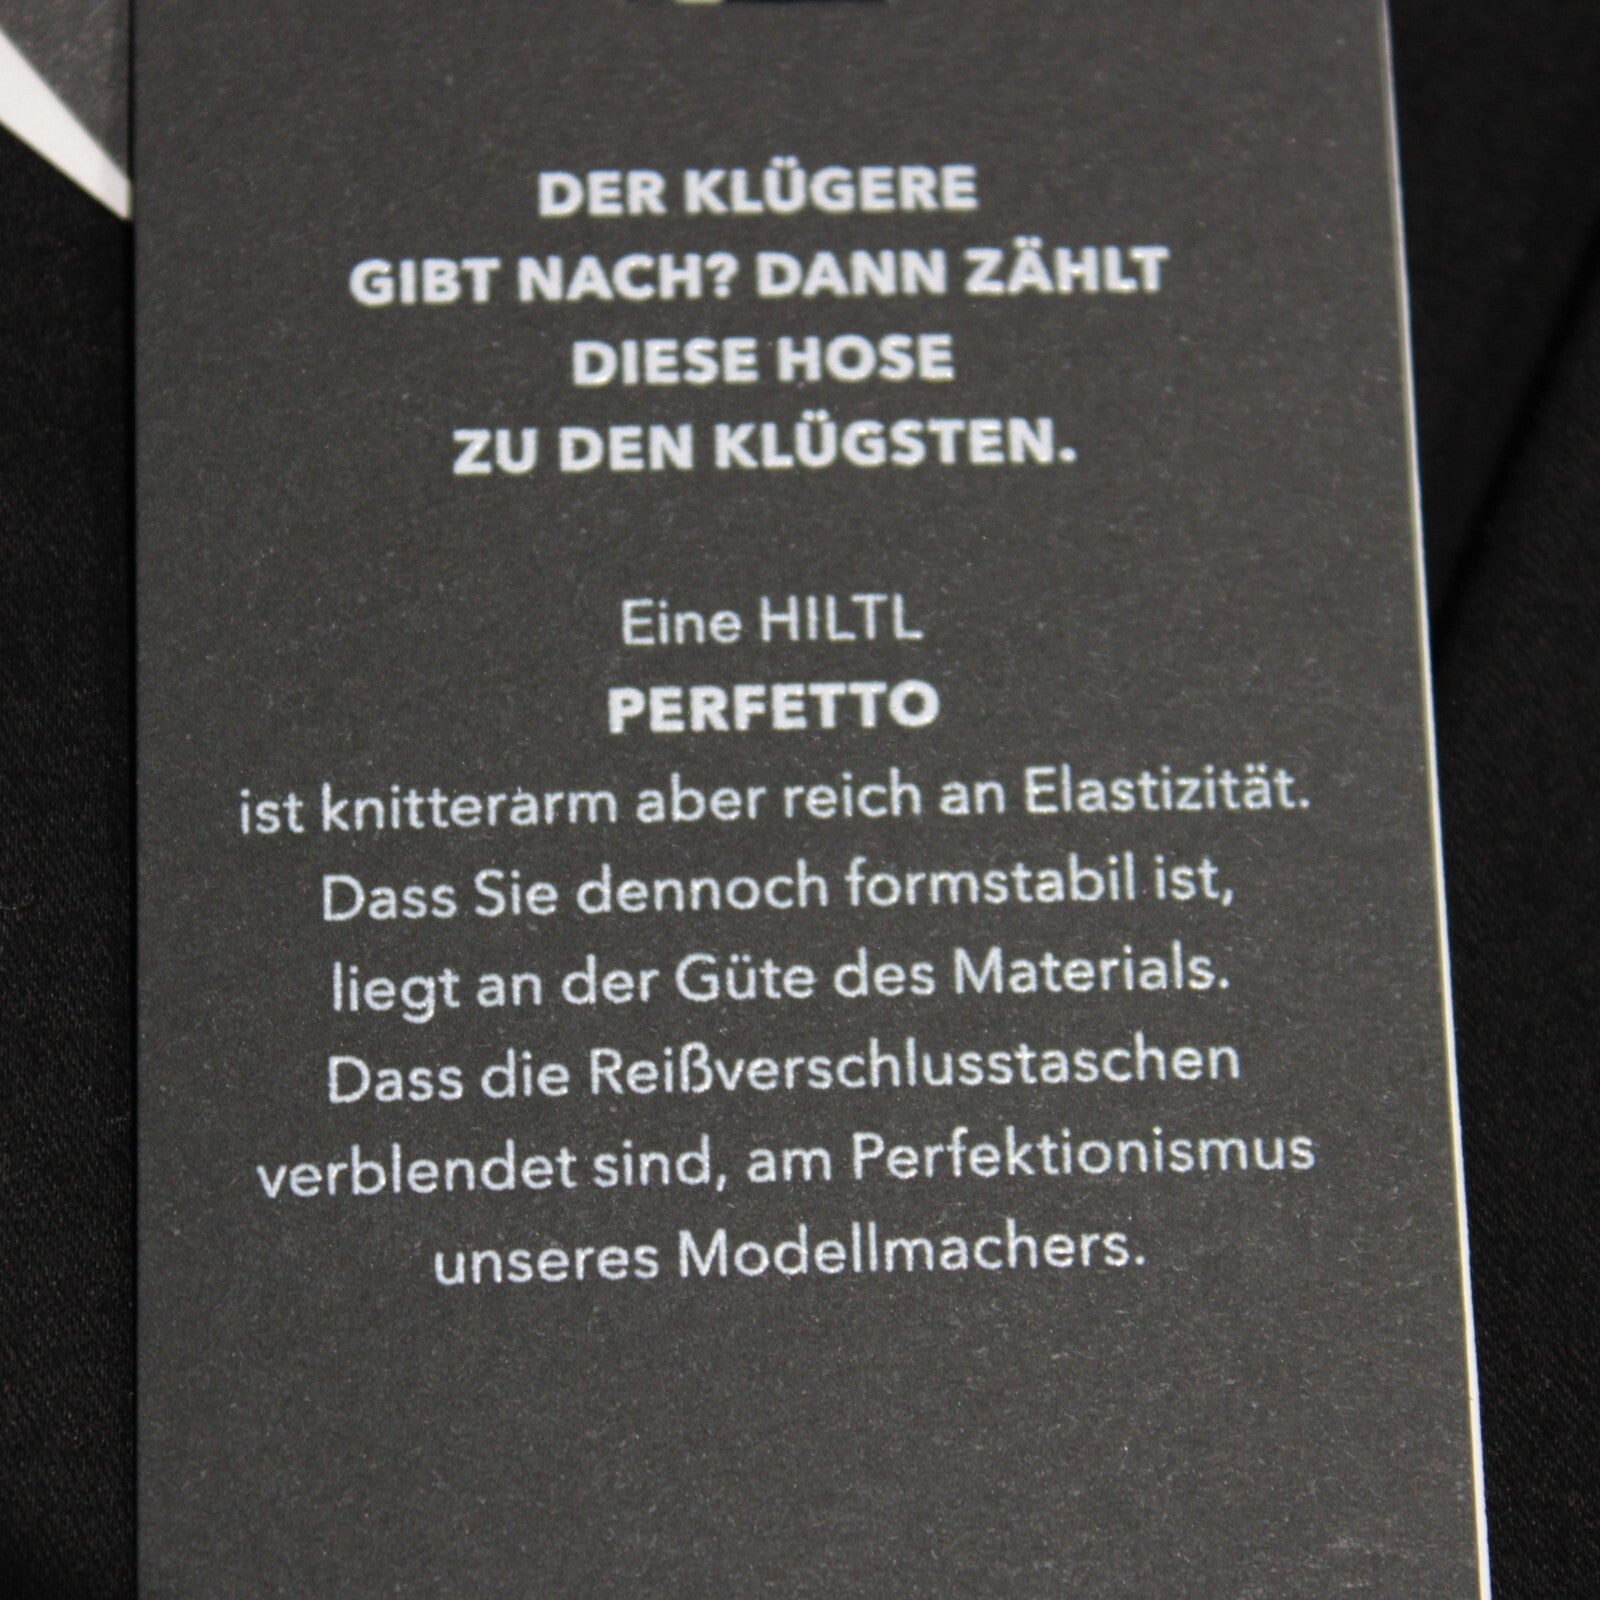 DER KLÜGERE
GIBT NACH? DANN ZÄHLT
DIESE HOSE
ZU DEN KLÜGSTEN.
Eine HILTL
PERFETTO
ist knitterarm aber reich an Elastizität.
Dass Sie dennoch formstabil ist,
liegt an der Güte des Materials.
Dass die Reißverschlusstaschen
verblendet sind, am Perfektionismus
unseres Modellmachers.